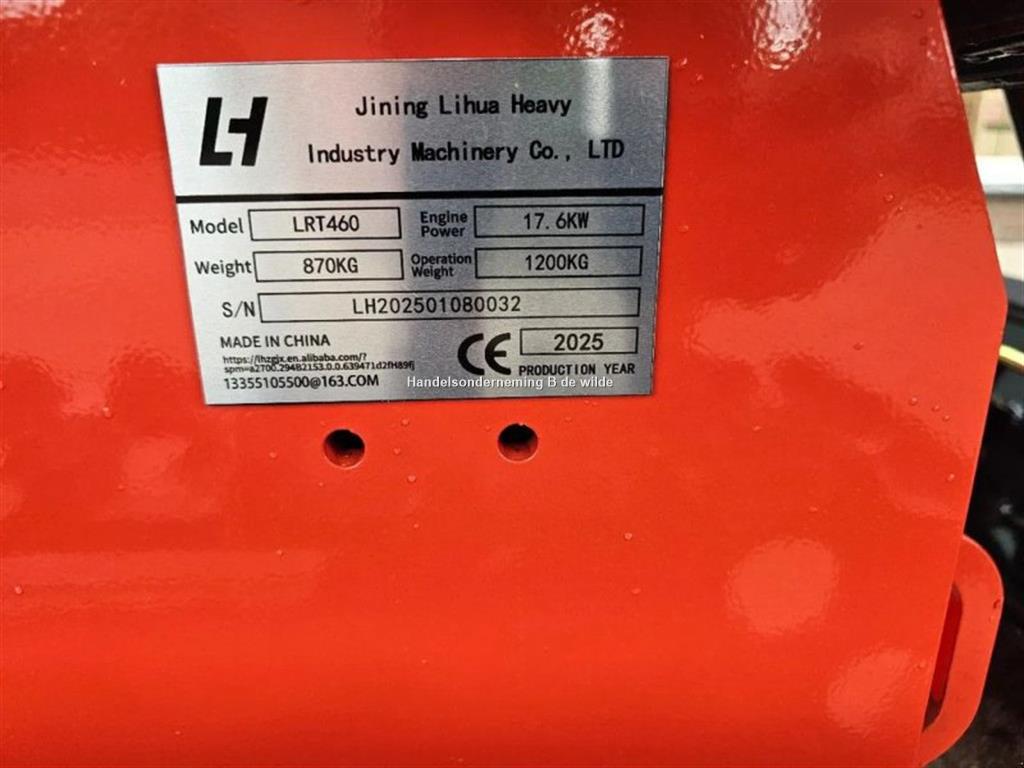 LH
Jining Lihua Heavy
Industry Machinery Co., LTD
Model LRT460 Engine Power 17.6KW
Weight 870KG Operation Weight 1200KG
S/N LH202501080032
MADE IN CHINA CE 2025
https://lhzgjx.en.alibaba.com/?
spm=a2700.294B2153.0.0.639471d2fH89fj
PRODUCTION YEAR
13355105500@163.COM
Handelsonderneming B de wilde